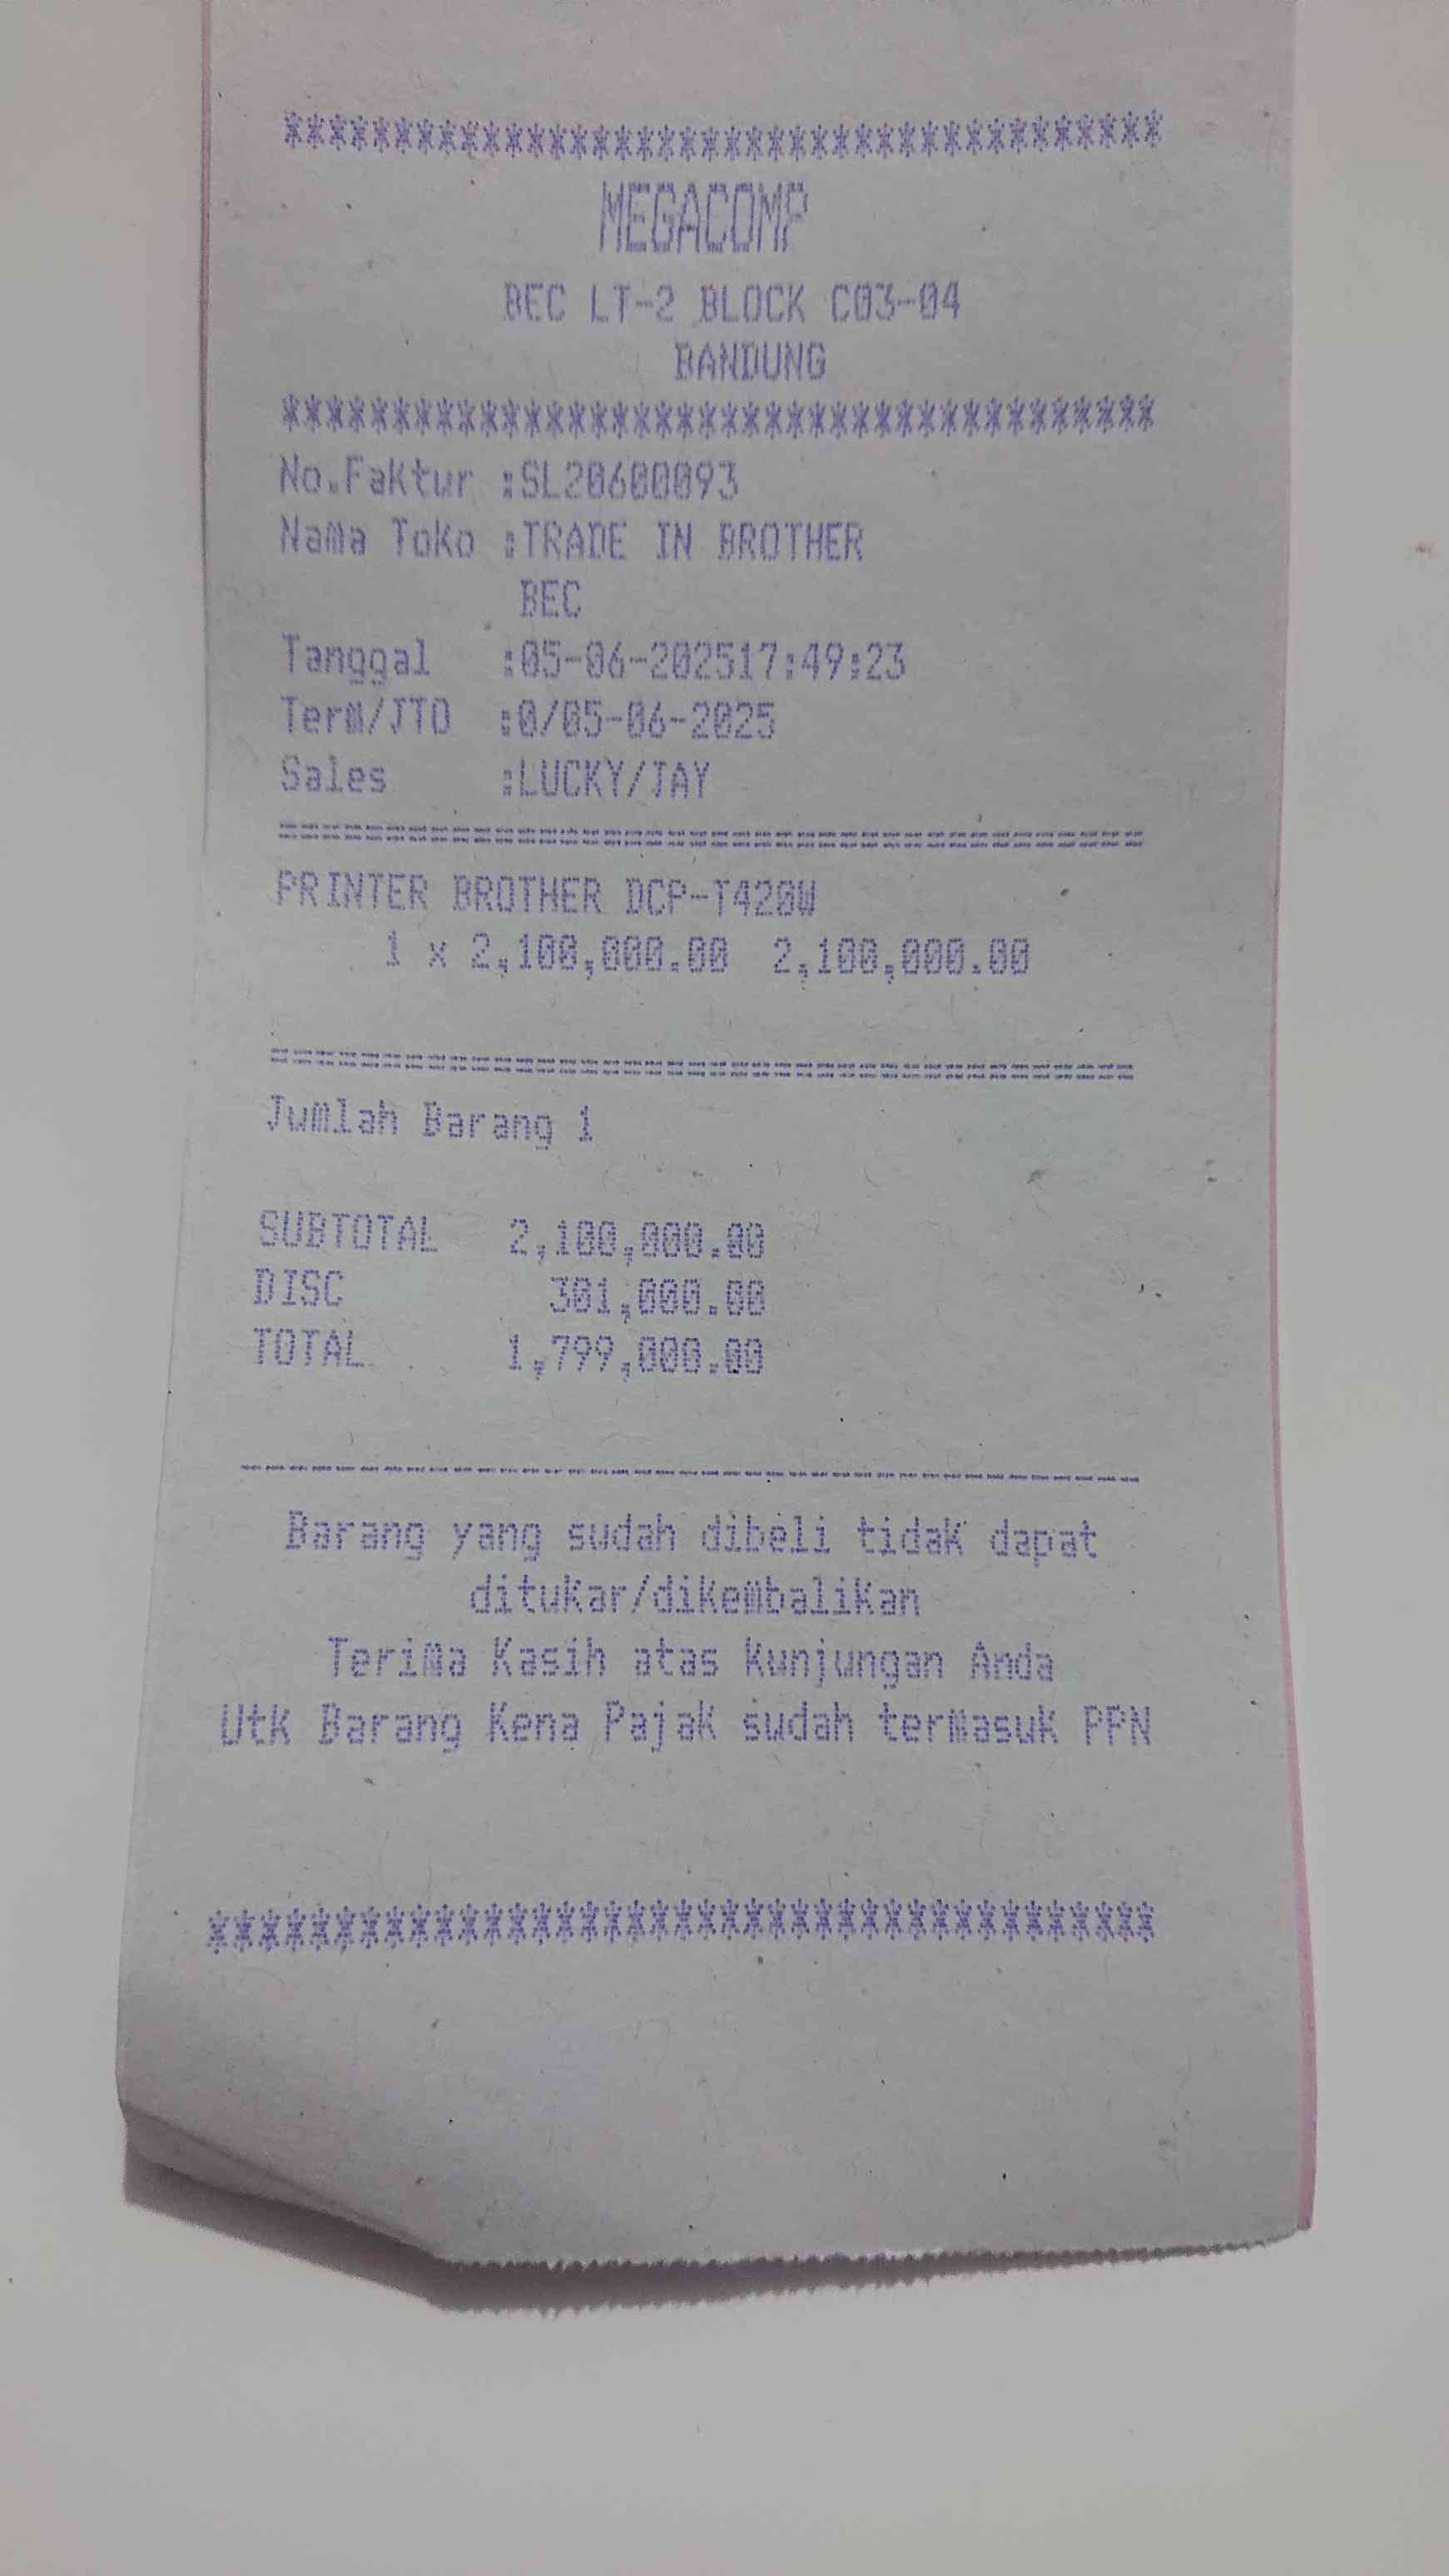 ****************************************
MEGACOMP
BEC LT-2 BLOCK C03-04
BANDUNG
****************************************
No.Faktur :SL20600093
Nama Toko :TRADE IN BROTHER
BEC
Tanggal :05-06-202517:49:23
Term/JTO :0/05-06-2025
Sales :LUCKY/JAY
========================================
PRINTER BROTHER DCP-T420W
1 x 2,100,000.00 2,100,000.00
========================================
Jumlah Barang 1
SUBTOTAL 2,100,000.00
DISC 301,000.00
TOTAL 1,799,000.00
----------------------------------------
Barang yang sudah dibeli tidak dapat
ditukar/dikembalikan
Terima Kasih atas Kunjungan Anda
Utk Barang Kena Pajak sudah termasuk PPN
****************************************